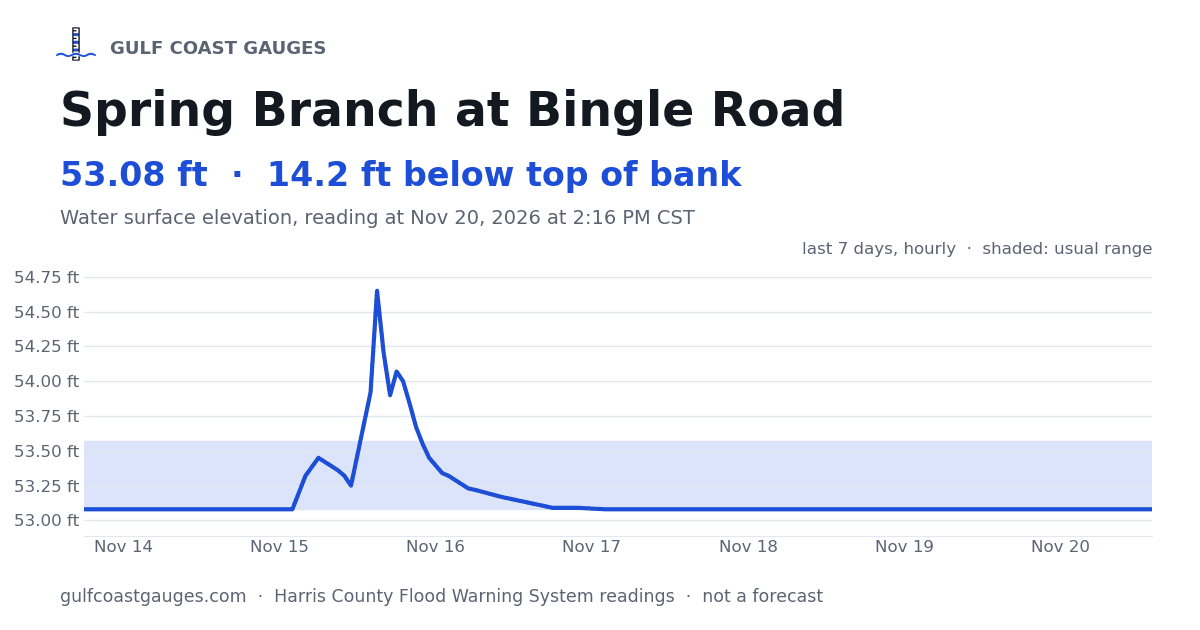 GULF COAST GAUGES
Spring Branch at Bingle Road
53.08 ft · 14.2 ft below top of bank
Water surface elevation, reading at Nov 20, 2026 at 2:16 PM CST
last 7 days, hourly · shaded: usual range
54.75 ft
54.50 ft
54.25 ft
54.00 ft
53.75 ft
53.50 ft
53.25 ft
53.00 ft
Nov 14 Nov 15 Nov 16 Nov 17 Nov 18 Nov 19 Nov 20
gulfcoastgauges.com · Harris County Flood Warning System readings · not a forecast